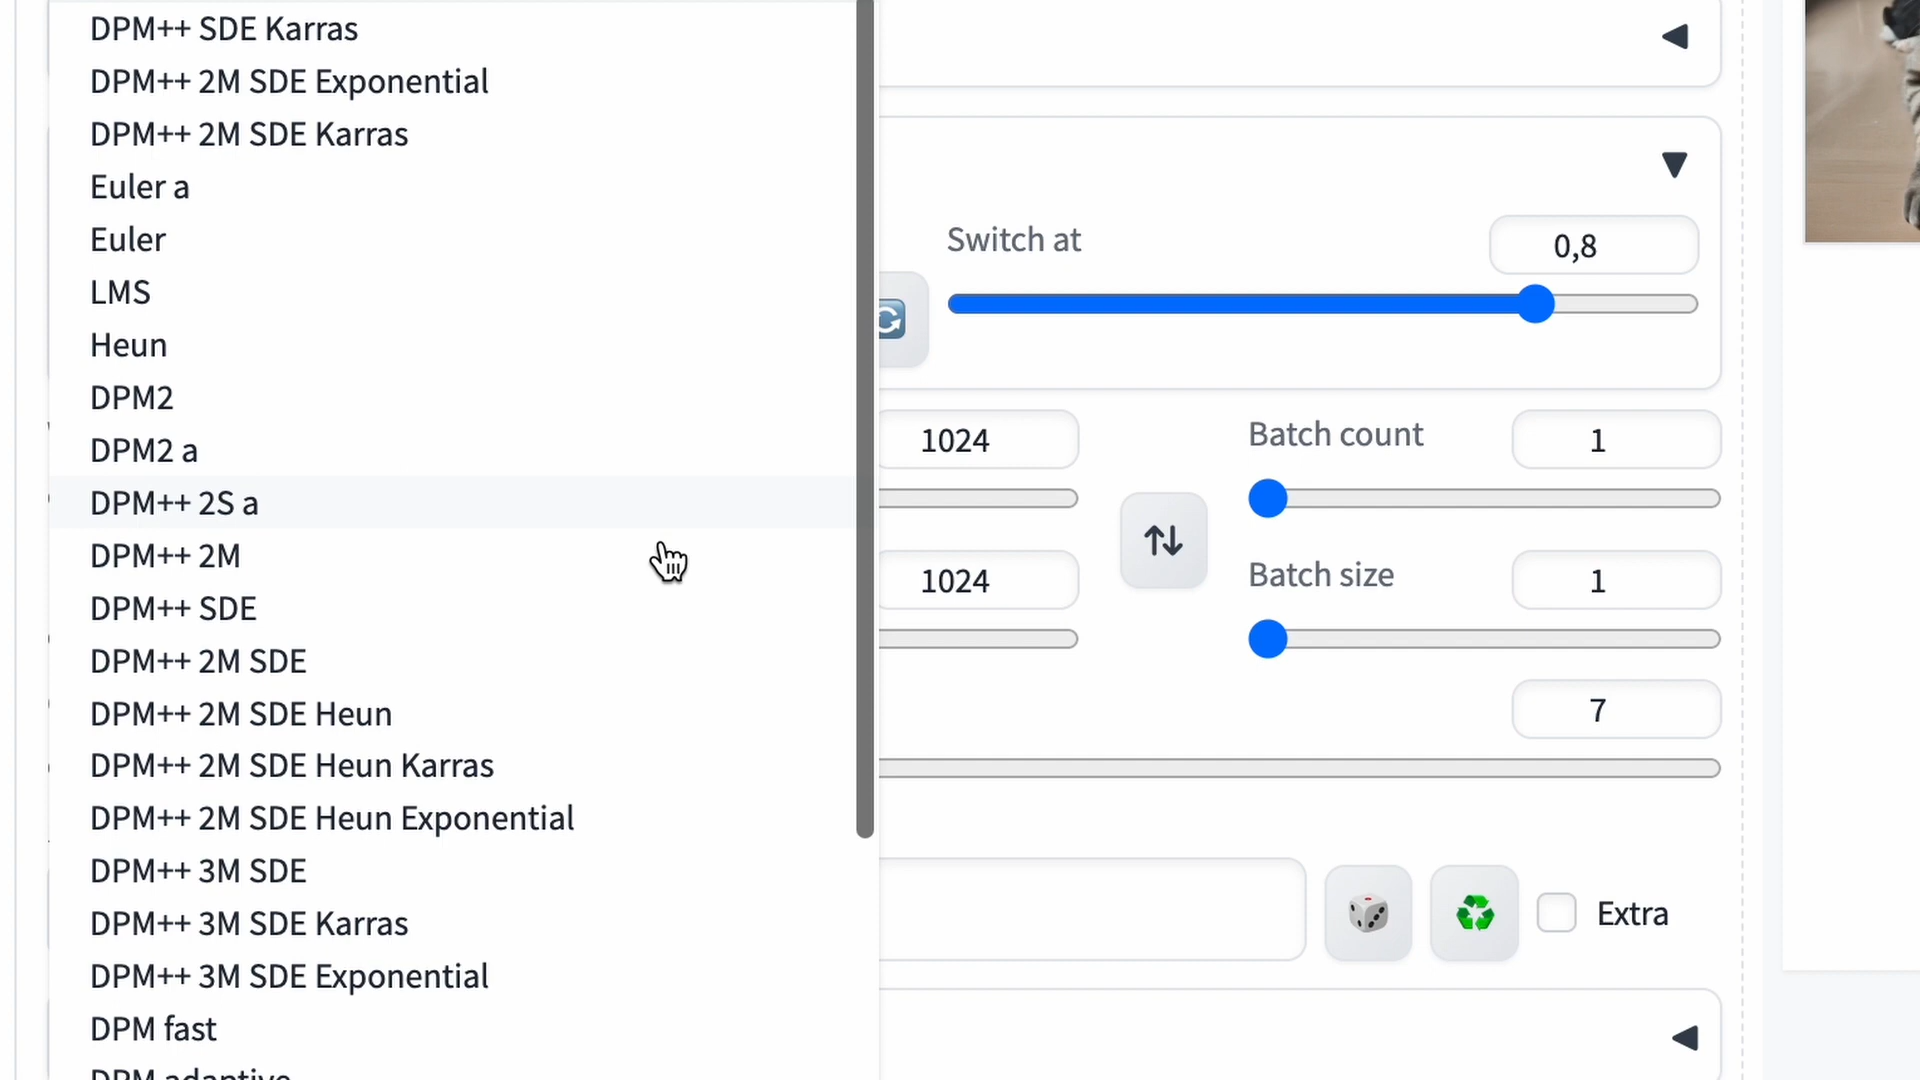 DPM++ SDE Karras
DPM++ 2M SDE Exponential
DPM++ 2M SDE Karras
Euler a
Euler
LMS
Heun
DPM2
DPM2 a
DPM++ 2S a
DPM++ 2M
DPM++ SDE
DPM++ 2M SDE
DPM++ 2M SDE Heun
DPM++ 2M SDE Heun Karras
DPM++ 2M SDE Heun Exponential
DPM++ 3M SDE
DPM++ 3M SDE Karras
DPM++ 3M SDE Exponential
DPM fast
DPM adaptive
Switch at
0,8
1024
Batch count
1
1024
Batch size
1
7
Extra